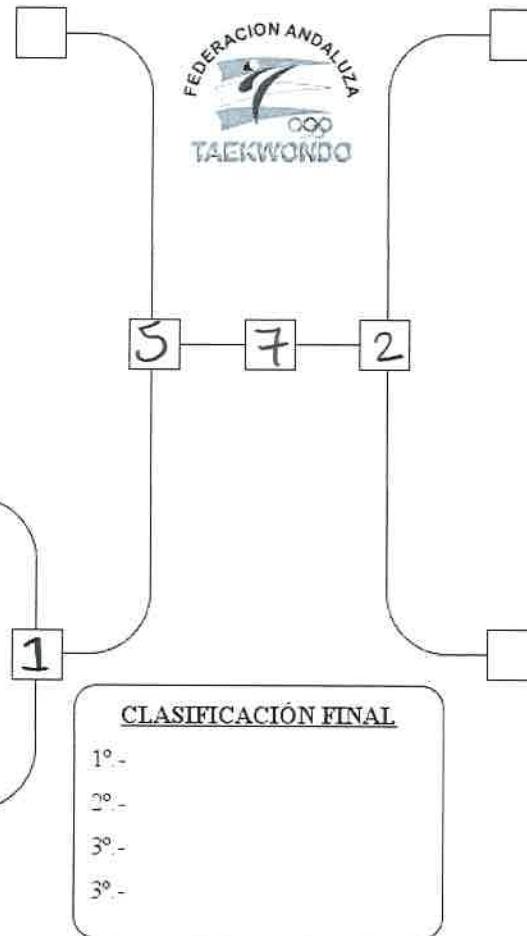 FEDERACION ANDALUZA
TAEKWONDO
5 7 2
1
CLASIFICACIÓN FINAL
1º.-
2º.-
3º.-
3º.-